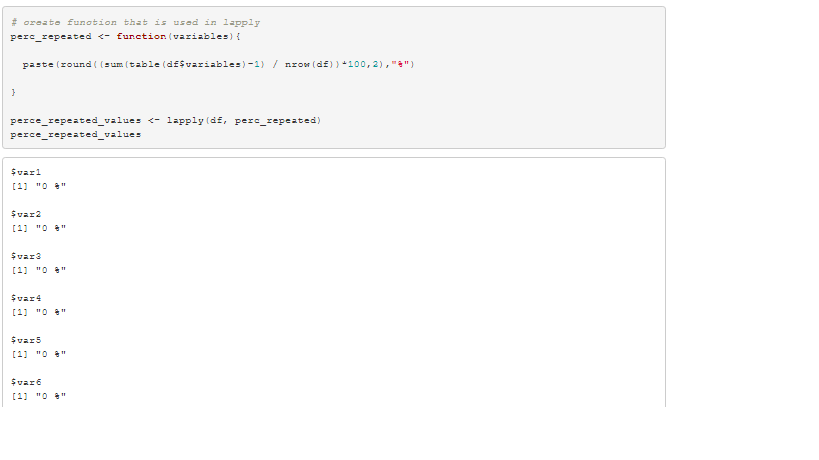 # create function that is used in lapply
perc_repeated <- function(variables){
paste(round((sum(table(df$variables)-1) / nrow(df))*100,2),"%")
}
perce_repeated_values <- lapply(df, perc_repeated)
perce_repeated_values
$var1
[1] "0 %"
$var2
[1] "0 %"
$var3
[1] "0 %"
$var4
[1] "0 %"
$var5
[1] "0 %"
$var6
[1] "0 %"